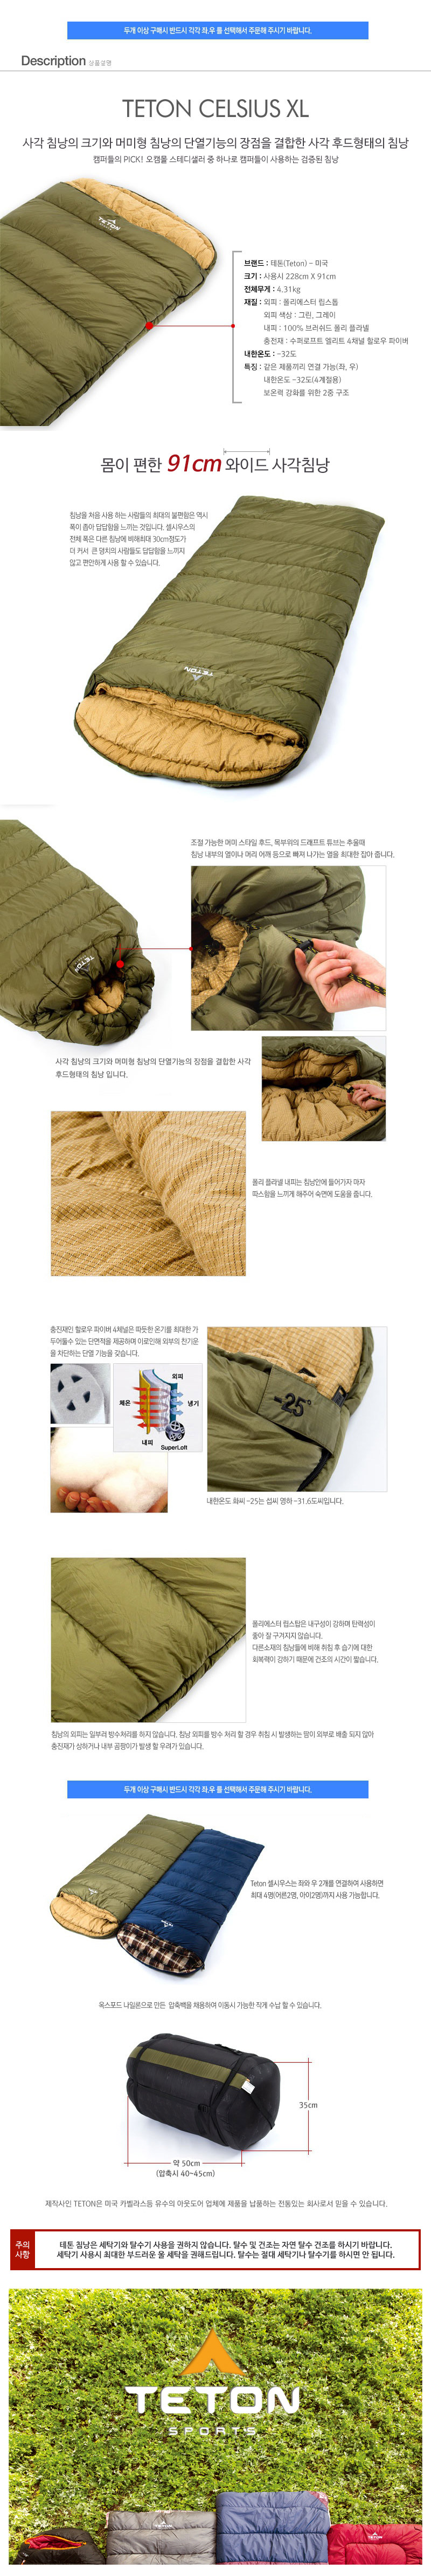 두개 이상 구매시 반드시 각각 좌,우 를 선택해서 주문해 주시기 바랍니다.
Description 상품설명
TETON CELSIUS XL
사각 침낭의 크기와 머미형 침낭의 단열기능의 장점을 결합한 사각 후드형태의 침낭
캠퍼들의 PICK! 오캠몰 스테디샐러 중 하나로 캠퍼들이 사용하는 검증된 침낭
TETON
브랜드 : 테톤(Teton) - 미국
크기 : 사용시 228cm X 91cm
전체무게 : 4.31kg
재질 : 외피 : 폴리에스터 립스톱
외피 색상 : 그린, 그레이
내피 : 100% 브러쉬드 폴리 플라넬
충전재 : 수퍼로프트 엘리트 4채널 할로우 파이버
내한온도 : -32도
특징 : 같은 제품끼리 연결 가능(좌, 우)
내한온도 -32도(4계절용)
보온력 강화를 위한 2중 구조
몸이 편한 91cm 와이드 사각침낭
침낭을 처음 사용 하는 사람들의 최대의 불편함은 역시
폭이 좁아 답답함을 느끼는 것입니다. 셀시우스의
전체 폭은 다른 침낭에 비해최대 30cm정도가
더 커서 큰 덩치의 사람들도 답답함을 느끼지
않고 편안하게 사용 할 수 있습니다.
TETON
조절 가능한 머미 스타일 후드, 목부위의 드래프트 튜브는 추울때
침낭 내부의 열이나 머리 어깨 등으로 빠져 나가는 열을 최대한 잡아 줍니다.
TETON
사각 침낭의 크기와 머미형 침낭의 단열기능의 장점을 결합한 사각
후드형태의 침낭 입니다.
폴리 플라넬 내피는 침낭안에 들어가자 마자
따스함을 느끼게 해주어 숙면에 도움을 줍니다.
충진재인 할로우 파이버 4채널은 따듯한 온기를 최대한 가
두어둘수 있는 단면적을 제공하며 이로인해 외부의 찬기운
을 차단하는 단열 기능을 갖습니다.
외피
체온
냉기
내피
SuperLoft
-25°
내한온도 화씨 -25는 섭씨 영하 -31.6도씨입니다.
폴리에스터 립스탑은 내구성이 강하며 탄력성이
좋아 잘 구겨지지 않습니다.
다른소재의 침낭들에 비해 취침 후 습기에 대한
회복력이 강하기 때문에 건조의 시간이 짧습니다.
침낭의 외피는 일부러 방수처리를 하지 않습니다. 침낭 외피를 방수 처리 할 경우 취침 시 발생하는 땀이 외부로 배출 되지 않아
충진재가 상하거나 내부 곰팡이가 발생 할 우려가 있습니다.
두개 이상 구매시 반드시 각각 좌,우 를 선택해서 주문해 주시기 바랍니다.
Teton 셀시우스는 좌와 우 2개를 연결하여 사용하면
최대 4명(어른2명, 아이2명)까지 사용 가능합니다.
옥스포드 나일론으로 만든 압축백을 채용하여 이동시 가능한 작게 수납 할 수 있습니다.
35cm
약 50cm
(압축시 40~45cm)
제작사인 TETON은 미국 카벨라스등 유수의 아웃도어 업체에 제품을 납품하는 전통있는 회사로서 믿을 수 있습니다.
주의
사항
테톤 침낭은 세탁기와 탈수기 사용을 권하지 않습니다. 탈수 및 건조는 자연 탈수 건조를 하시기 바랍니다.
세탁기 사용시 최대한 부드러운 울 세탁을 권해드립니다. 탈수는 절대 세탁기나 탈수기를 하시면 안 됩니다.
TETON
SPORTS
TETON
TETON